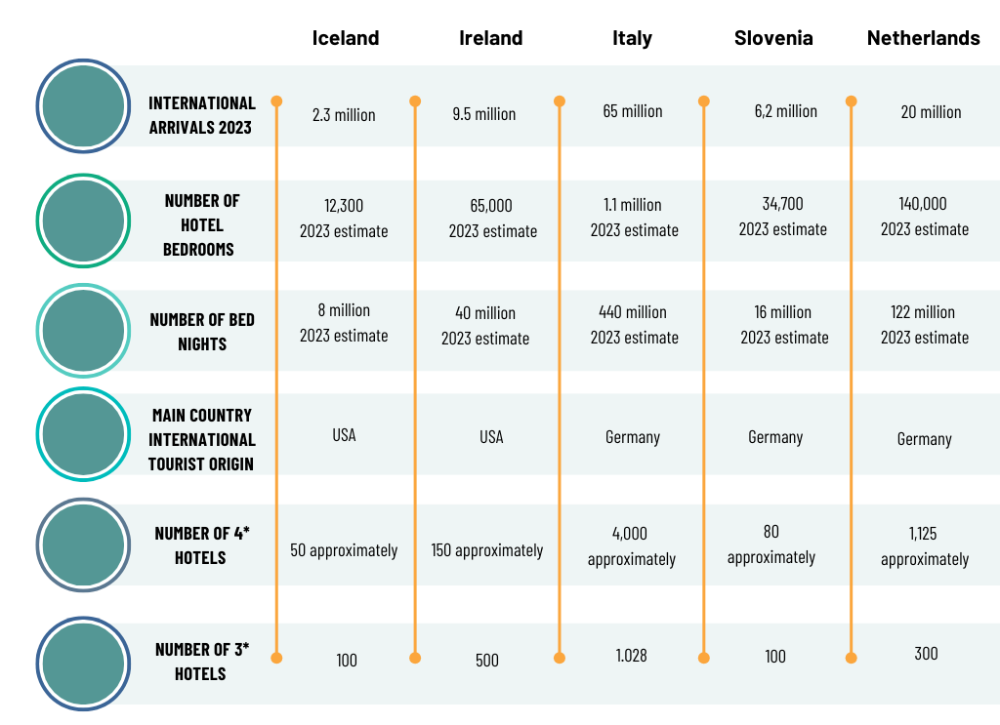 Iceland Ireland Italy Slovenia Netherlands
INTERNATIONAL
ARRIVALS 2023
2.3 million 9.5 million 65 million 6,2 million 20 million
NUMBER OF
HOTEL
BEDROOMS
12,300 65,000 1.1 million 34,700 140,000
2023 estimate 2023 estimate 2023 estimate 2023 estimate 2023 estimate
NUMBER OF BED
NIGHTS
8 million 40 million 440 million 16 million 122 million
2023 estimate 2023 estimate 2023 estimate 2023 estimate 2023 estimate
MAIN COUNTRY
INTERNATIONAL
TOURIST ORIGIN
USA USA Germany Germany Germany
NUMBER OF 4*
HOTELS
50 approximately 150 approximately 4,000 80 1,125
approximately approximately approximately
NUMBER OF 3*
HOTELS
100 500 1.028 100 300